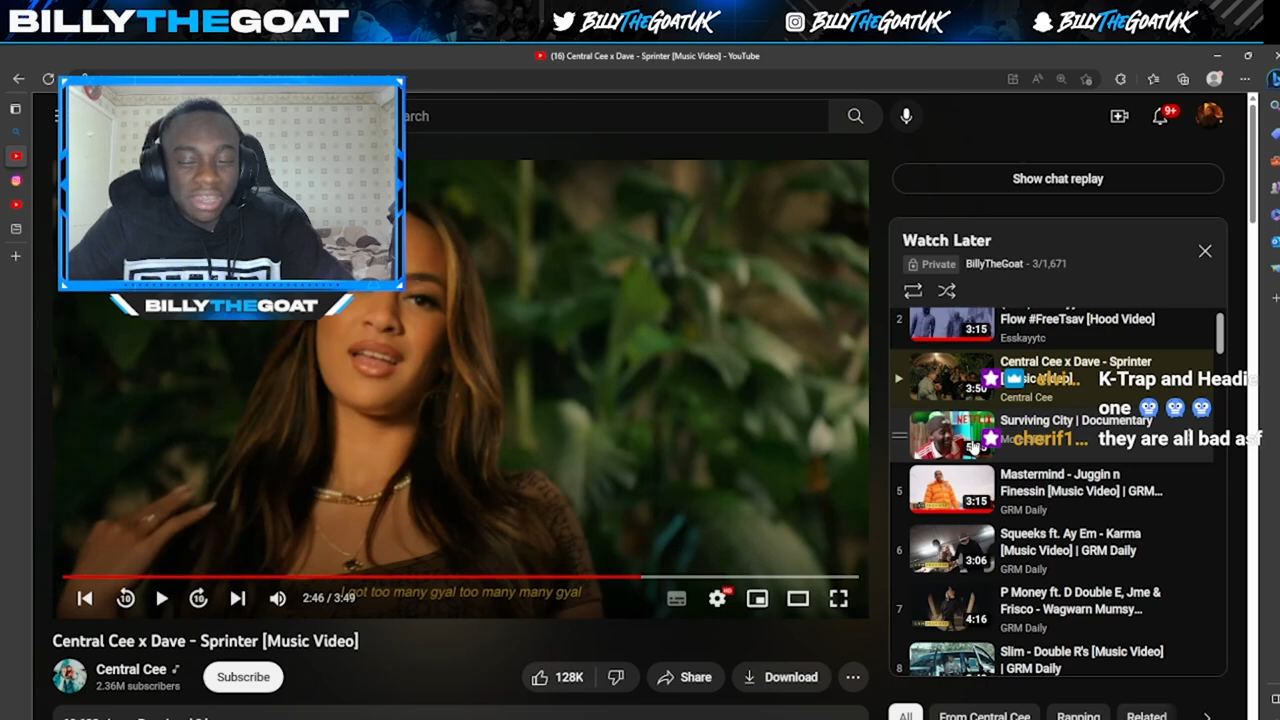 BILLYTHEGOAT
BILLYTHEGOATUK
BILLYTHEGOATUK
BILLYTHEGOATUK
(16) Central Cee x Dave - Sprinter [Music Video] - YouTube
arch
9+
Show chat replay
BILLYTHEGOAT
Watch Later
Private
BillyTheGoat - 3/1,671
2
3:15
Flow #FreeTsav [Hood Video]
Esskayytc
Central Cee x Dave - Sprinter
Central Cee
K-Trap and Headie
one
Surviving City | Documentary
NETFLIX
cherif1... they are all bad asf
5
3:15
Mastermind - Juggin n
Finessin [Music Video] | GRM...
GRM Daily
6
3:06
Squeeks ft. Ay Em - Karma
[Music Video] | GRM Daily
GRM Daily
7
4:16
P Money ft. D Double E, Jme &
Frisco - Wagwarn Mumsy...
GRM Daily
8
Slim - Double R's [Music Video]
| GRM Daily
I got too many gyal too many many gyal
2:46 / 3:49
HD
Central Cee x Dave - Sprinter [Music Video]
Central Cee
2.36M subscribers
Subscribe
128K
Share
Download
All
From Central Cee
Rapping
Related